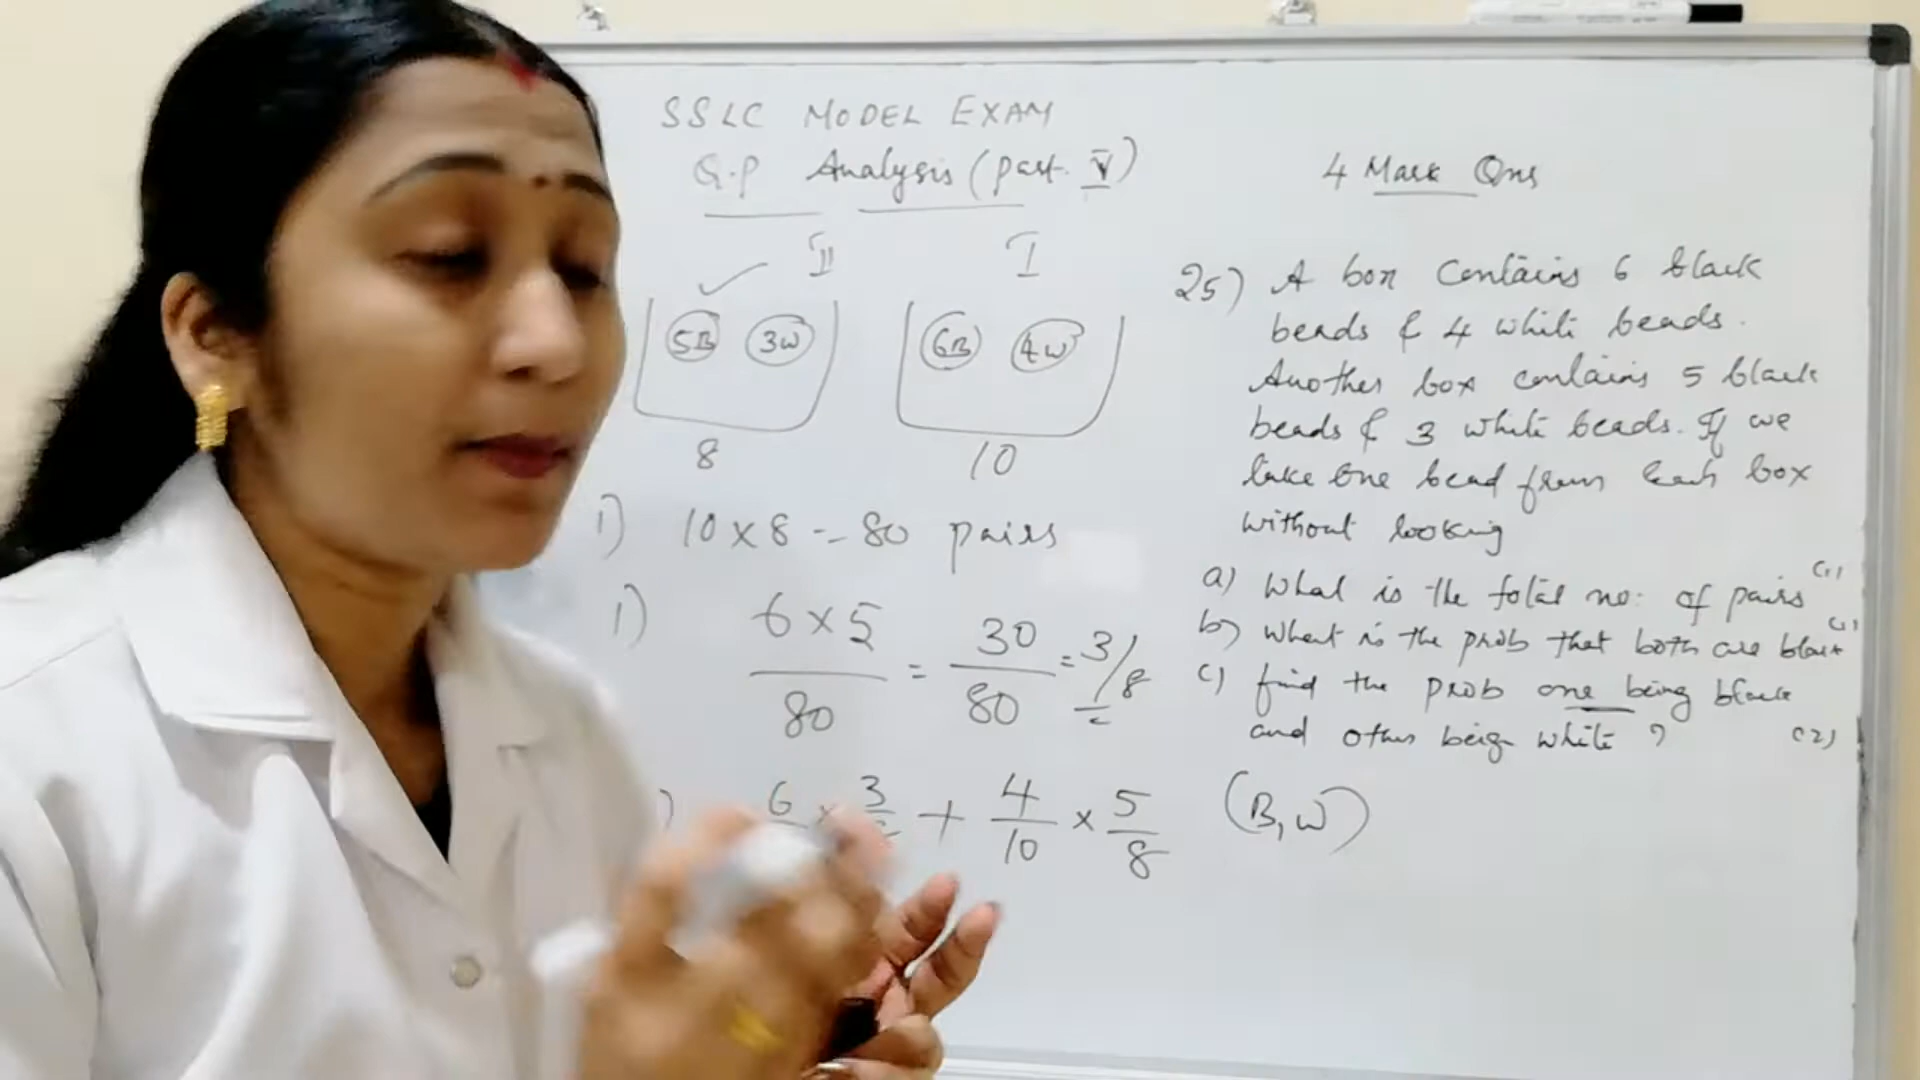 SSLC MODEL EXAM
Q.P Analysis (part. V)
II I
5B 3W 6B 4W
8 10
1) 10 x 8 = 80 pairs
1) 6 x 5 / 80 = 30 / 80 = 3/8
) 6 x 3 + 4/10 x 5/8 (B, W)
4 Mark Qns
25) A box contains 6 black
beads & 4 white beads.
Another box contains 5 black
beads & 3 white beads. If we
take one bead from each box
without looking
a) What is the total no: of pairs (1)
b) What is the prob that both are black (1)
c) find the prob one being black
and other beign white ? (2)